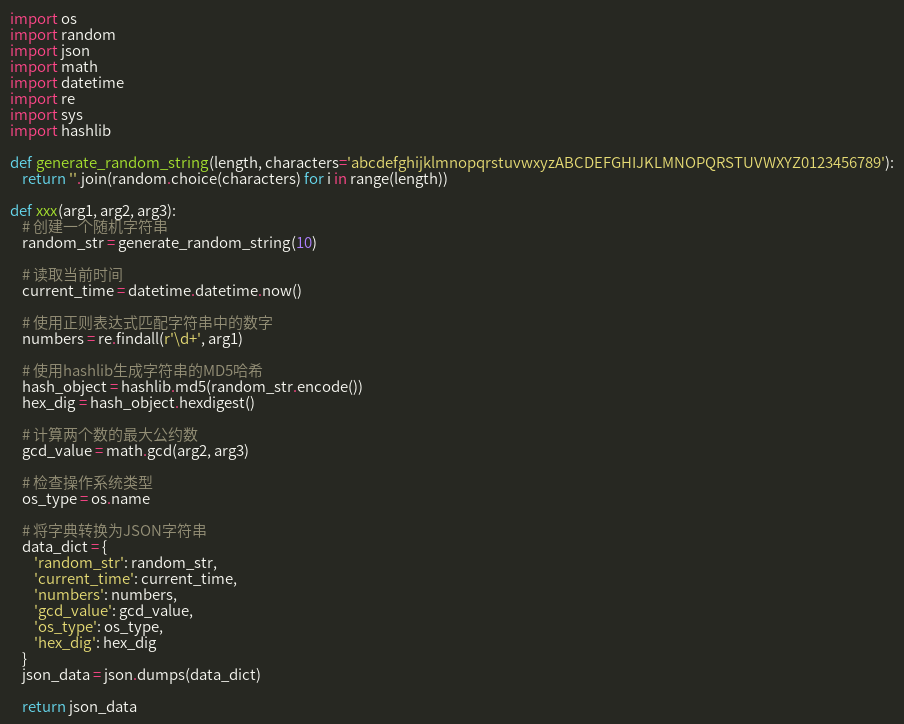 import os
import random
import json
import math
import datetime
import re
import sys
import hashlib
def generate_random_string(length, characters='abcdefghijklmnopqrstuvwxyzABCDEFGHIJKLMNOPQRSTUVWXYZ0123456789'):
return ''.join(random.choice(characters) for i in range(length))
def xxx(arg1, arg2, arg3):
# 创建一个随机字符串
random_str = generate_random_string(10)
# 读取当前时间
current_time = datetime.datetime.now()
# 使用正则表达式匹配字符串中的数字
numbers = re.findall(r'\d+', arg1)
# 使用hashlib生成字符串的MD5哈希
hash_object = hashlib.md5(random_str.encode())
hex_dig = hash_object.hexdigest()
# 计算两个数的最大公约数
gcd_value = math.gcd(arg2, arg3)
# 检查操作系统类型
os_type = os.name
# 将字典转换为JSON字符串
data_dict = {
'random_str': random_str,
'current_time': current_time,
'numbers': numbers,
'gcd_value': gcd_value,
'os_type': os_type,
'hex_dig': hex_dig
}
json_data = json.dumps(data_dict)
return json_data